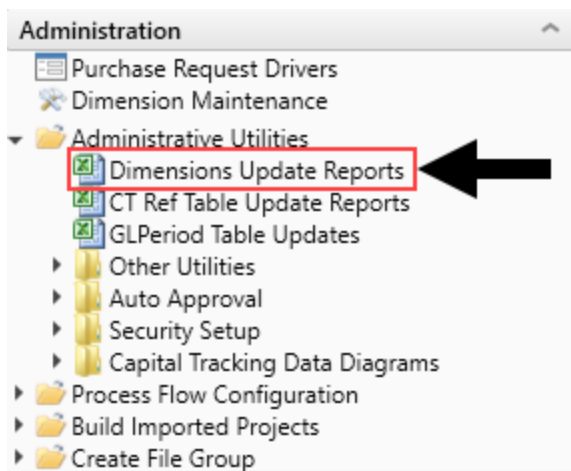 Administration
Purchase Request Drivers
Dimension Maintenance
Administrative Utilities
Dimensions Update Reports
CT Ref Table Update Reports
GLPeriod Table Updates
Other Utilities
Auto Approval
Security Setup
Capital Tracking Data Diagrams
Process Flow Configuration
Build Imported Projects
Create File Group